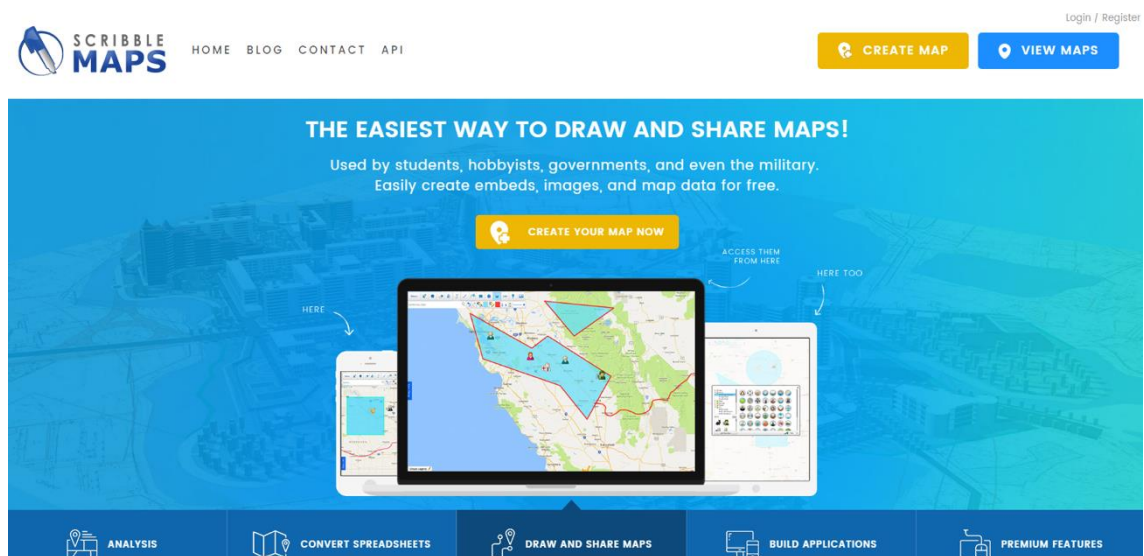 Login / Register
SCRIBBLE
MAPS
HOME BLOG CONTACT API
CREATE MAP
VIEW MAPS
THE EASIEST WAY TO DRAW AND SHARE MAPS!
Used by students, hobbyists, governments, and even the military.
Easily create embeds, images, and map data for free.
CREATE YOUR MAP NOW
ACCESS THEM
FROM HERE
HERE TOO
HERE
ANALYSIS
CONVERT SPREADSHEETS
DRAW AND SHARE MAPS
BUILD APPLICATIONS
PREMIUM FEATURES